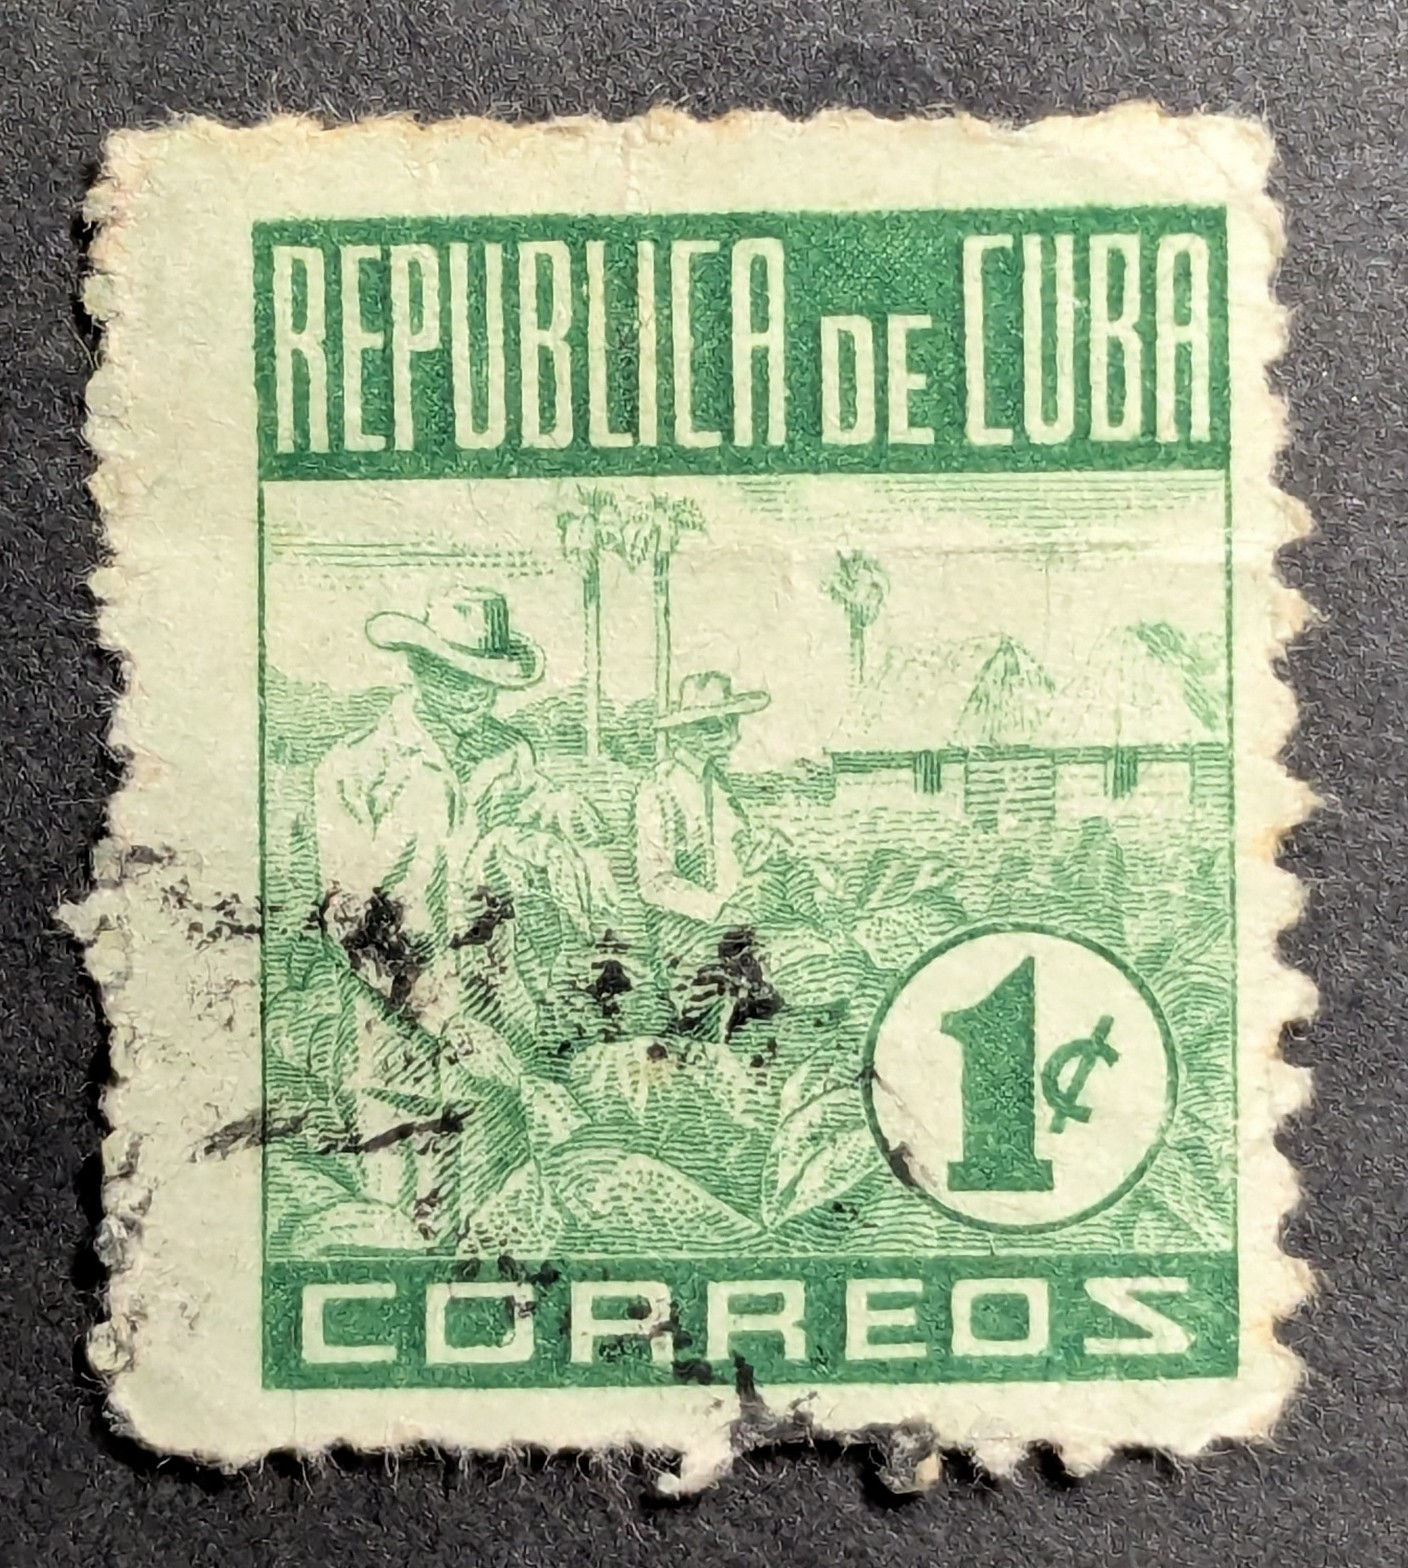 REPUBLICA DE CUBA
1¢
CORREOS